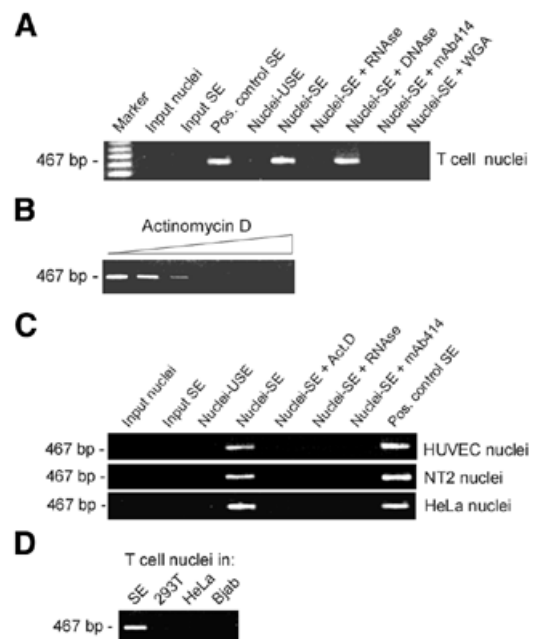 A
Marker
Input nuclei
Input SE
Pos. control SE
Nuclei-USE
Nuclei-SE
Nuclei-SE + RNAse
Nuclei-SE + DNAse
Nuclei-SE + mAb414
Nuclei-SE + WGA
467 bp -
T cell nuclei
B
Actinomycin D
467 bp -
C
Input nuclei
Input SE
Nuclei-USE
Nuclei-SE
Nuclei-SE + Act.D
Nuclei-SE + RNAse
Nuclei-SE + mAb414
Pos. control SE
467 bp - HUVEC nuclei
467 bp - NT2 nuclei
467 bp - HeLa nuclei
D
T cell nuclei in:
SE
293T
HeLa
Bjab
467 bp -